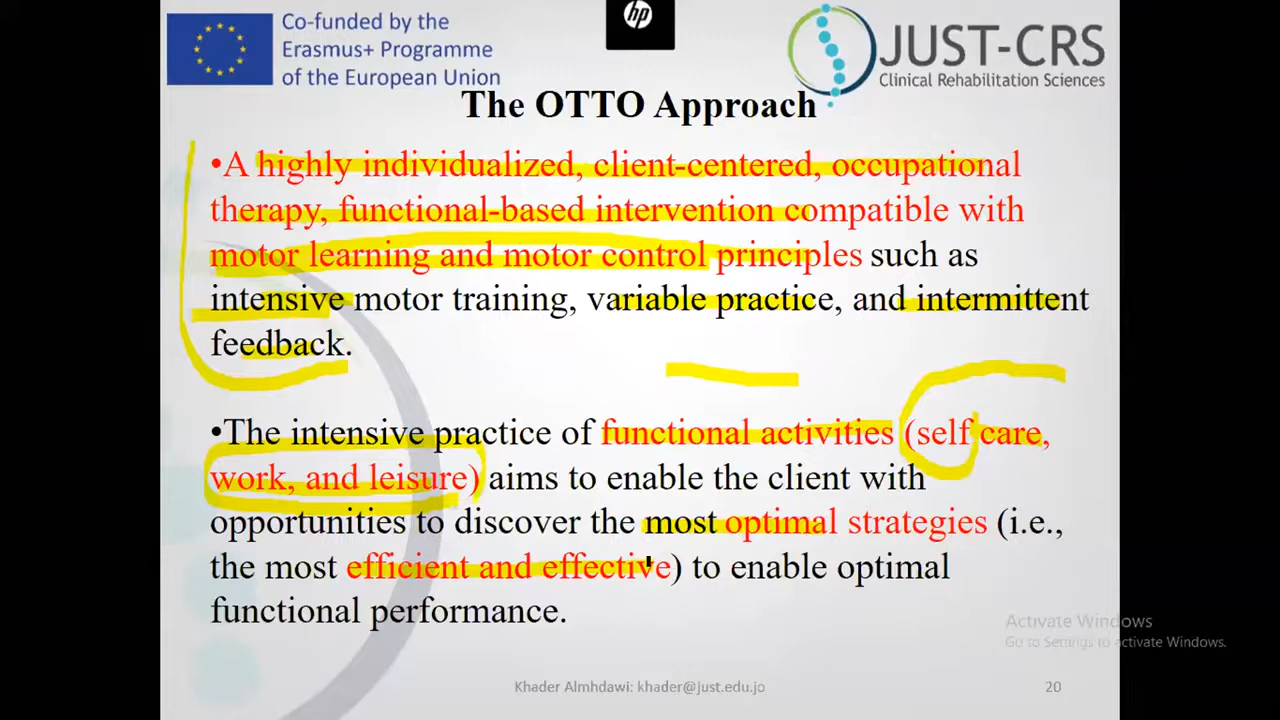 Co-funded by the
Erasmus+ Programme
of the European Union
hp
JUST-CRS
Clinical Rehabilitation Sciences
The OTTO Approach
•A highly individualized, client-centered, occupational
therapy, functional-based intervention compatible with
motor learning and motor control principles such as
intensive motor training, variable practice, and intermittent
feedback.
•The intensive practice of functional activities (self care,
work, and leisure) aims to enable the client with
opportunities to discover the most optimal strategies (i.e.,
the most efficient and effective) to enable optimal
functional performance.
Activate Windows
Go to Settings to activate Windows.
Khader Almhdawi: khader@just.edu.jo
20